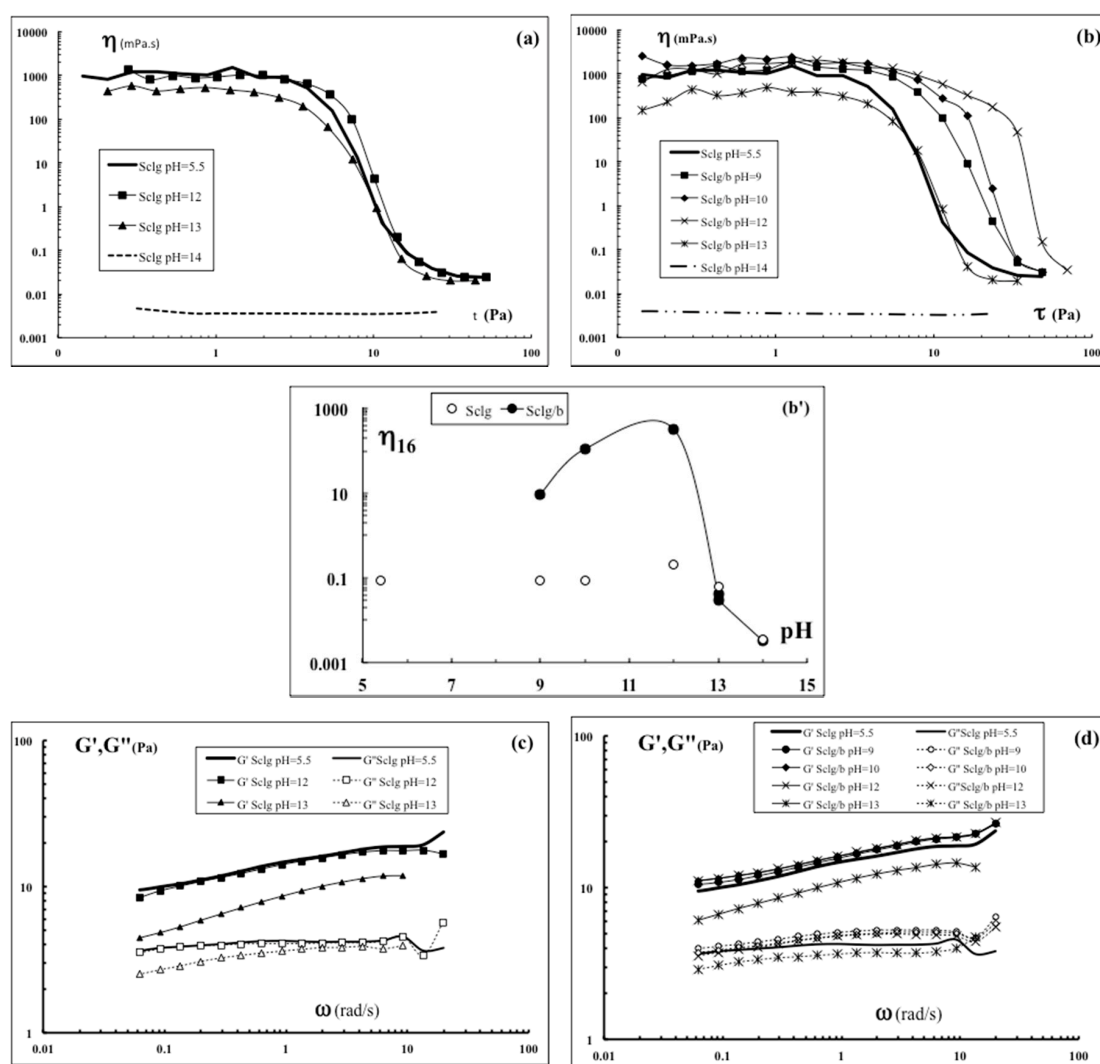 (a)
η (mPa.s)
10000
1000
100
10
1
0.1
0.01
0.001
Sclg pH=5.5
Sclg pH=12
Sclg pH=13
Sclg pH=14
t (Pa)
0 1 10 100
(b)
η (mPa.s)
10000
1000
100
10
1
0.1
0.01
0.001
Sclg pH=5.5
Sclg/b pH=9
Sclg/b pH=10
Sclg/b pH=12
Sclg/b pH=13
Sclg/b pH=14
τ (Pa)
0 1 10 100
Sclg Sclg/b
(b')
η16
1000
10
0.1
0.001
pH
5 7 9 11 13 15
(c)
G',G"(Pa)
100
10
1
G' Sclg pH=5.5 G"Sclg pH=5.5
G' Sclg pH=12 G" Sclg pH=12
G' Sclg pH=13 G" Sclg pH=13
ω (rad/s)
0.01 0.1 1 10 100
(d)
G',G"(Pa)
100
10
1
G' Sclg pH=5.5 G"Sclg pH=5.5
G' Sclg/b pH=9 G" Sclg/b pH=9
G' Sclg/b pH=10 G" Sclg/b pH=10
G' Sclg/b pH=12 G"Sclg/b pH=12
G' Sclg/b pH=13 G" Sclg/b pH=13
ω (rad/s)
0.01 0.1 1 10 100